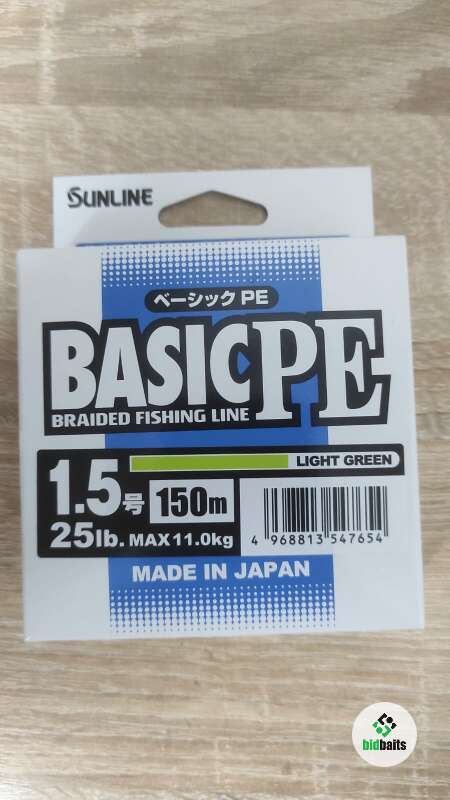 SUNLINE
ベーシック PE
BASIC PE
BRAIDED FISHING LINE
LIGHT GREEN
1.5号 150m
25lb. MAX 11.0kg
4 968813 547654
MADE IN JAPAN
bidbaits